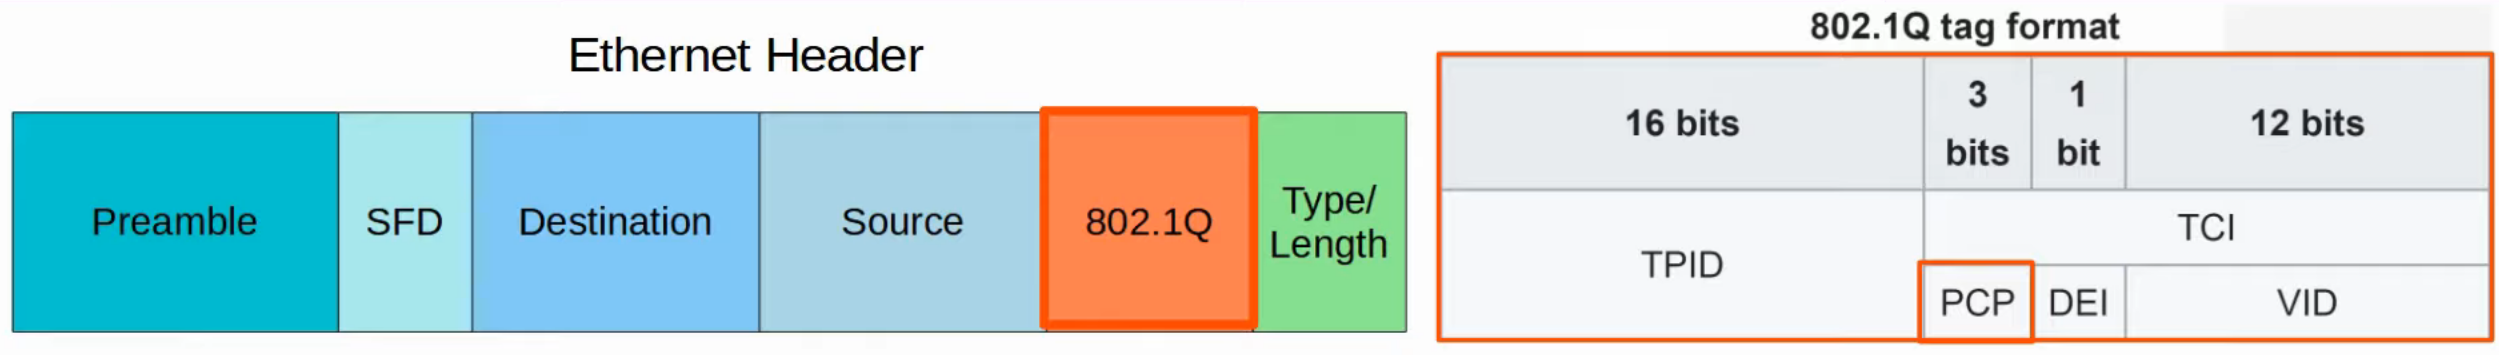 Ethernet Header
Preamble
SFD
Destination
Source
802.1Q
Type/
Length
802.1Q tag format
16 bits
3
bits
1
bit
12 bits
TPID
TCI
PCP
DEI
VID